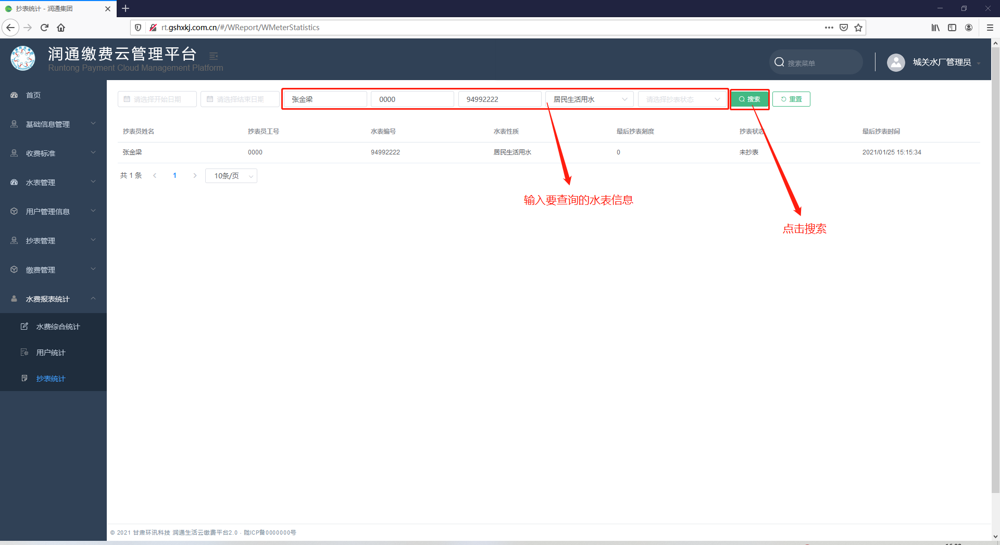 抄表统计 - 润通集团
rt.gshxkj.com.cn/#/WReport/WMeterStatistics
润通缴费云管理平台
Runtong Payment Cloud Management Platform
搜索菜单
城关水厂管理员
首页
基础信息管理
收费标准
水表管理
用户管理信息
抄表管理
缴费管理
水费报表统计
水费综合统计
用户统计
抄表统计
请选择开始日期 请选择结束日期 张金梁 0000 94992222 居民生活用水 请选择抄表状态 搜索 重置
抄表员姓名 抄表员工号 水表编号 水表性质 最后抄表刻度 抄表状态 最后抄表时间
张金梁 0000 94992222 居民生活用水 0 未抄表 2021/01/25 15:15:34
共 1 条 1 10条/页
输入要查询的水表信息
点击搜索
© 2021 甘肃环讯科技 润通生活云缴费平台2.0 · 陇ICP备0000000号